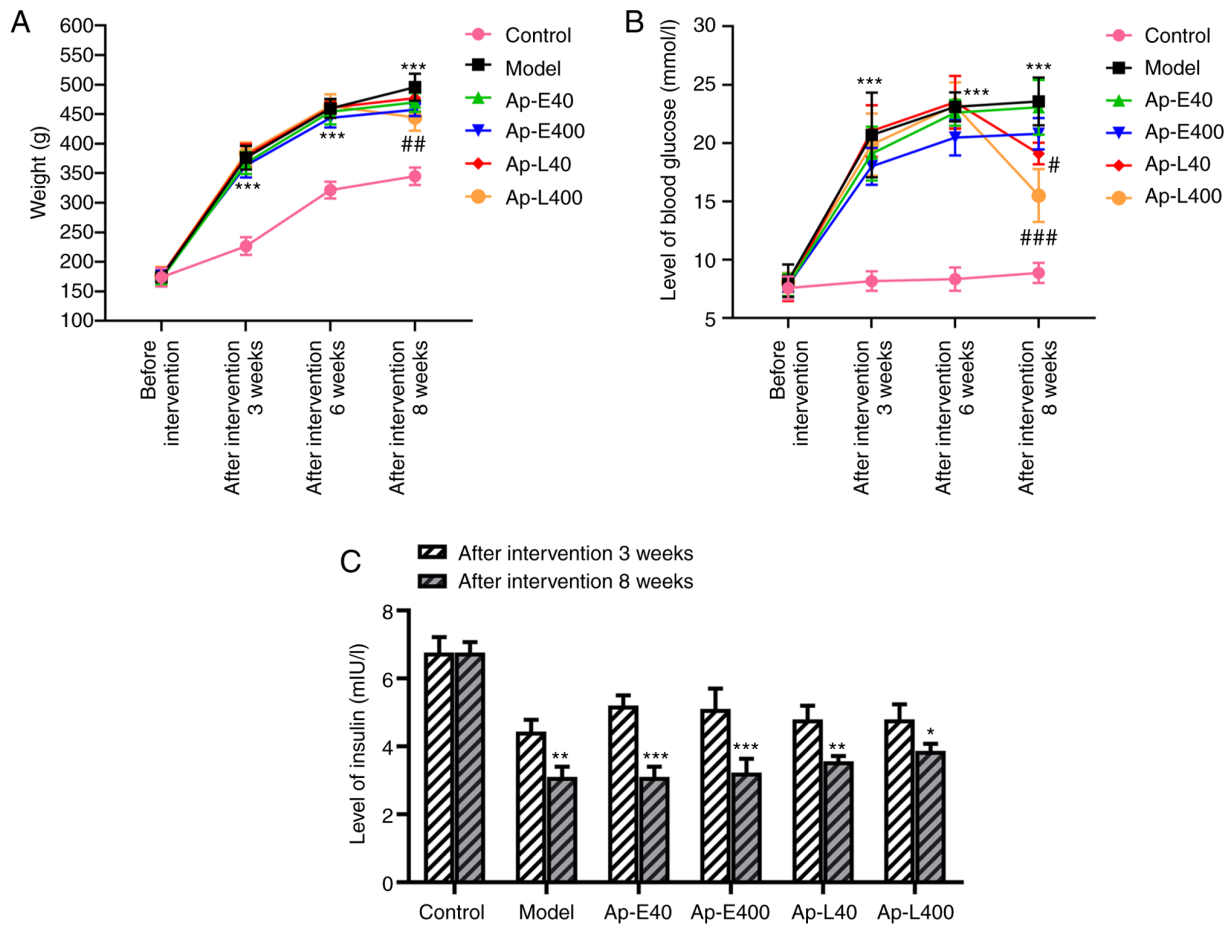 A
Weight (g)
600
550
500
450
400
350
300
250
200
150
100
***
***
***
##
Before
intervention
After intervention
3 weeks
After intervention
6 weeks
After intervention
8 weeks
Control
Model
Ap-E40
Ap-E400
Ap-L40
Ap-L400
B
Level of blood glucose (mmol/l)
30
25
20
15
10
5
***
***
***
#
###
Before
intervention
After intervention
3 weeks
After intervention
6 weeks
After intervention
8 weeks
Control
Model
Ap-E40
Ap-E400
Ap-L40
Ap-L400
C
After intervention 3 weeks
After intervention 8 weeks
Level of insulin (mIU/l)
8
6
4
2
0
**
***
***
**
*
Control
Model
Ap-E40
Ap-E400
Ap-L40
Ap-L400